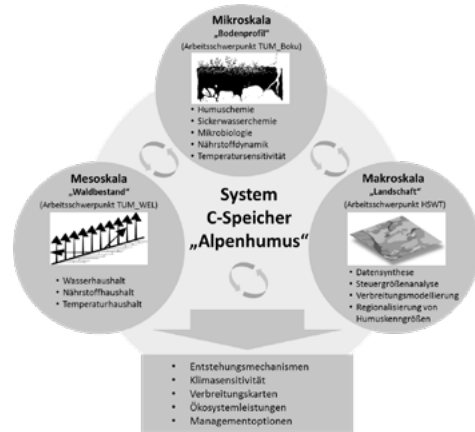 Mikroskala
„Bodenprofil“
(Arbeitsschwerpunkt TUM_Boku)
• Humuschemie
• Sickerwasserchemie
• Mikrobiologie
• Nährstoffdynamik
• Temperatursensitivität
Mesoskala
„Waldbestand“
(Arbeitsschwerpunkt TUM_WEL)
• Wasserhaushalt
• Nährstoffhaushalt
• Temperaturhaushalt
System
C-Speicher
„Alpenhumus“
Makroskala
„Landschaft“
(Arbeitsschwerpunkt HSWT)
• Datensynthese
• Steuergrößenanalyse
• Verbreitungsmodellierung
• Regionalisierung von
Humuskenngrößen
• Entstehungsmechanismen
• Klimasensitivität
• Verbreitungskarten
• Ökosystemleistungen
• Managementoptionen